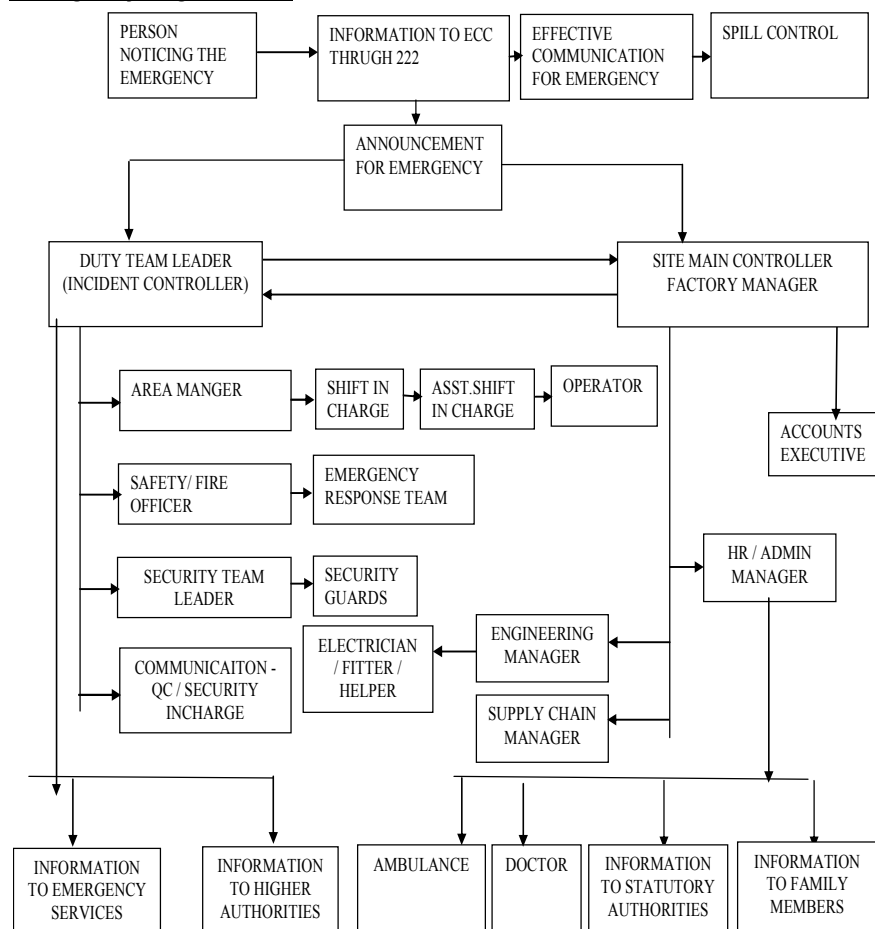 PERSON
NOTICING THE
EMERGENCY
INFORMATION TO ECC
THRUGH 222
EFFECTIVE
COMMUNICATION
FOR EMERGENCY
SPILL CONTROL
ANNOUNCEMENT
FOR EMERGENCY
DUTY TEAM LEADER
(INCIDENT CONTROLLER)
SITE MAIN CONTROLLER
FACTORY MANAGER
AREA MANGER
SHIFT IN
CHARGE
ASST.SHIFT
IN CHARGE
OPERATOR
ACCOUNTS
EXECUTIVE
SAFETY/ FIRE
OFFICER
EMERGENCY
RESPONSE TEAM
HR / ADMIN
MANAGER
SECURITY TEAM
LEADER
SECURITY
GUARDS
ENGINEERING
MANAGER
ELECTRICIAN
/ FITTER /
HELPER
COMMUNICAITON -
QC / SECURITY
INCHARGE
SUPPLY CHAIN
MANAGER
INFORMATION
TO EMERGENCY
SERVICES
INFORMATION
TO HIGHER
AUTHORITIES
AMBULANCE
DOCTOR
INFORMATION
TO STATUTORY
AUTHORITIES
INFORMATION
TO FAMILY
MEMBERS